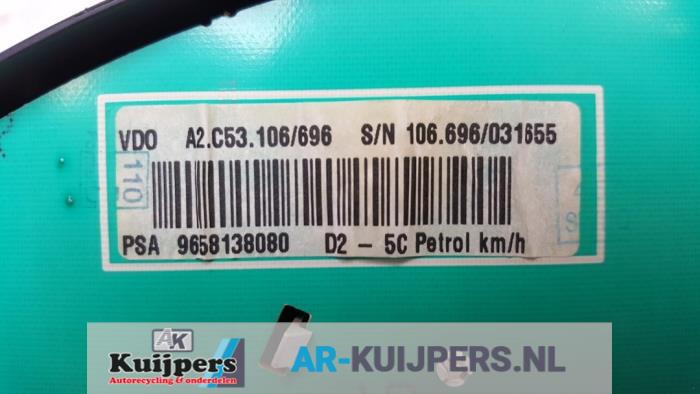 VDO A2.C53.106/696 S/N 106.696/031655
110
PSA 9658138080 D2 - 5C Petrol km/h
AK
Kuijpers
Autorecycling & onderdelen
AR-KUIJPERS.NL